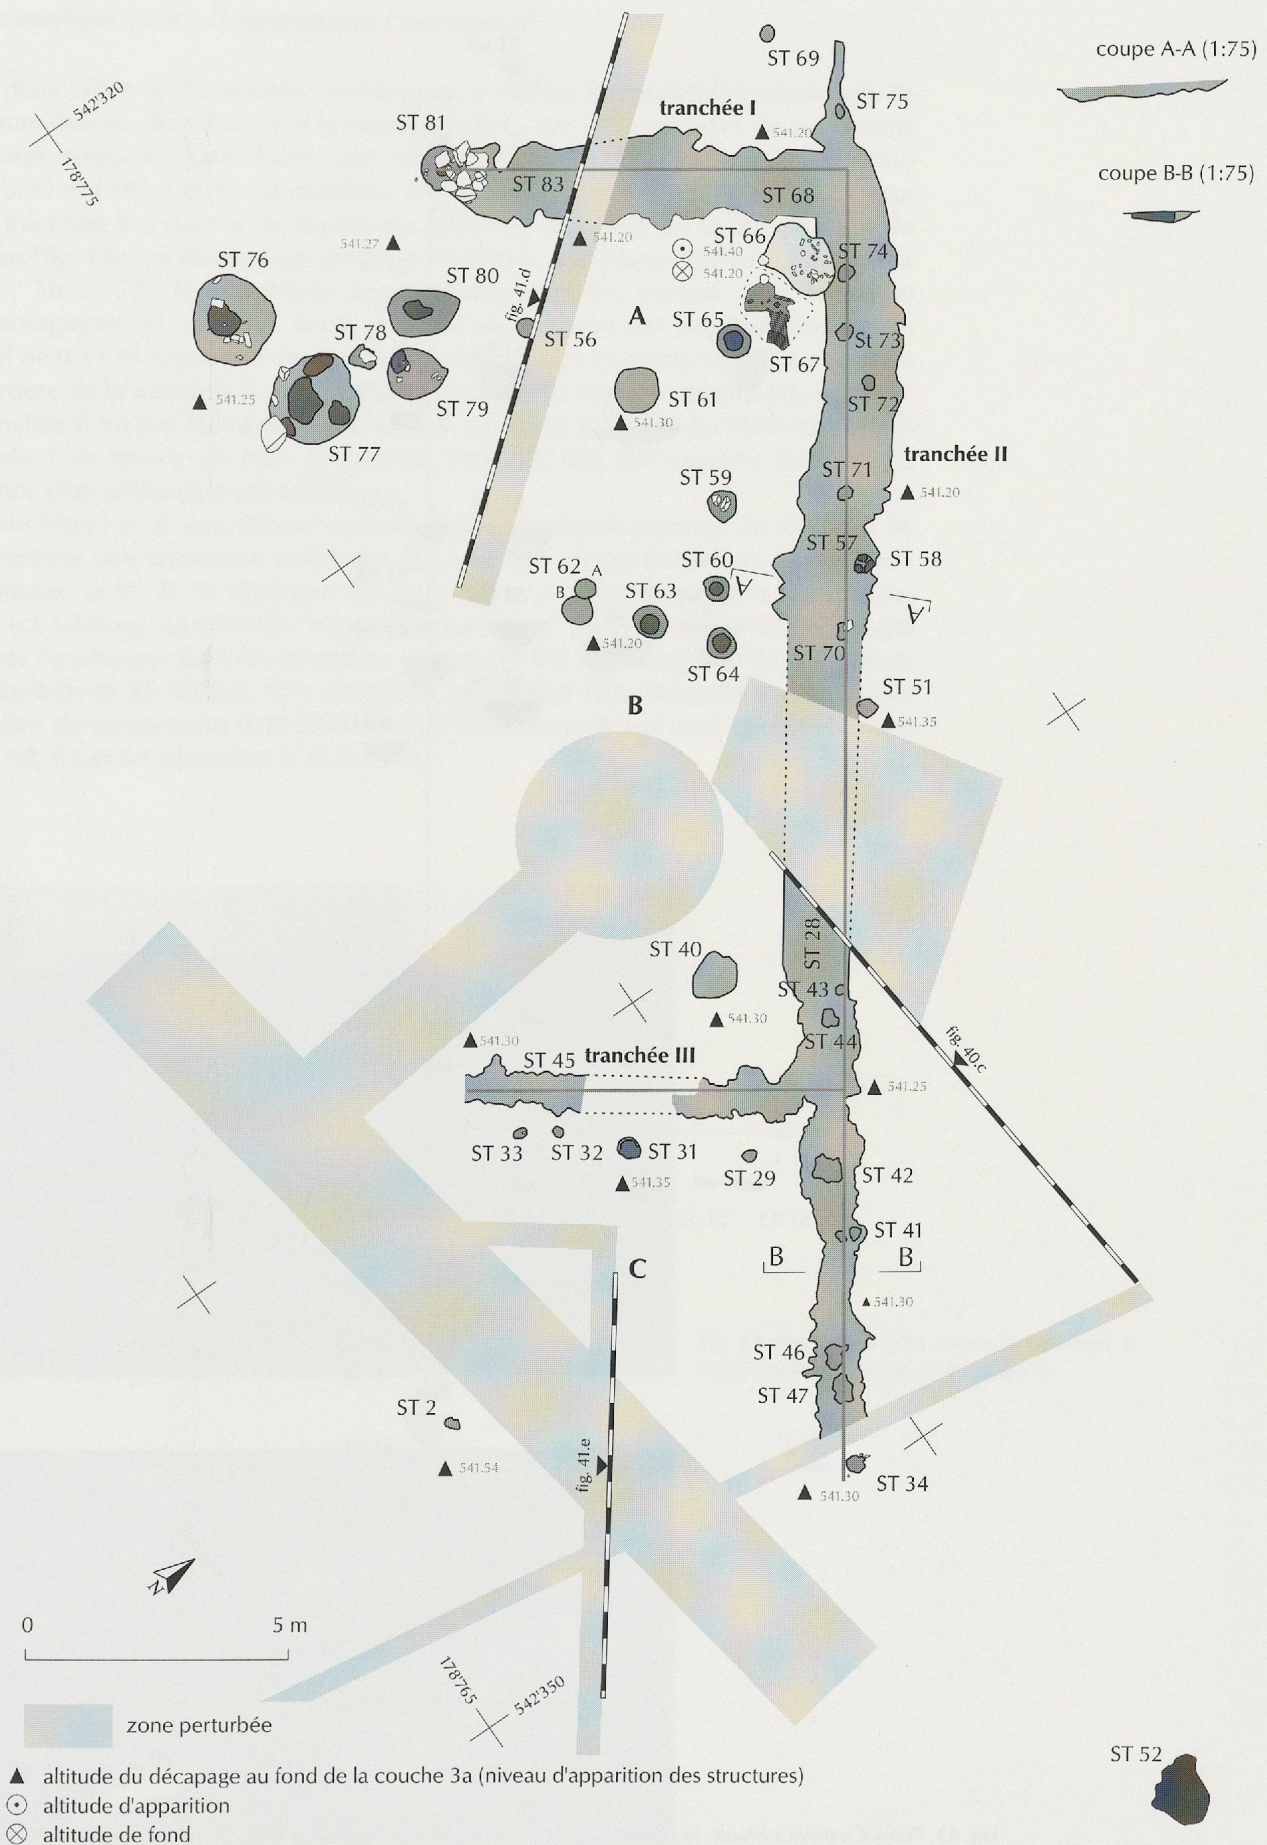 ST 69
coupe A-A (1:75)
542'320
ST 75
tranchée I
541.20
ST 81
178'775
coupe B-B (1:75)
ST 83
ST 68
541.27
541.20
ST 66
541.40
541.20
ST 74
ST 76
ST 80
fig. 41.d
A
ST 65
ST 78
ST 56
St 73
ST 67
541.25
ST 79
ST 61
ST 72
541.30
ST 77
tranchée II
ST 59
ST 71
541.20
ST 57
ST 58
ST 62
A
B
ST 63
ST 60
A
A
541.20
ST 64
ST 70
ST 51
541.35
B
ST 28
ST 40
ST 43
541.30
ST 44
541.30
ST 45
tranchée III
fig. 40.c
541.25
ST 33
ST 32
ST 31
ST 29
ST 42
541.35
ST 41
B
B
C
541.30
ST 46
ST 47
ST 2
541.54
fig. 41.e
ST 34
541.30
N
0
5 m
178'765
542'350
zone perturbée
ST 52
altitude du décapage au fond de la couche 3a (niveau d'apparition des structures)
altitude d'apparition
altitude de fond